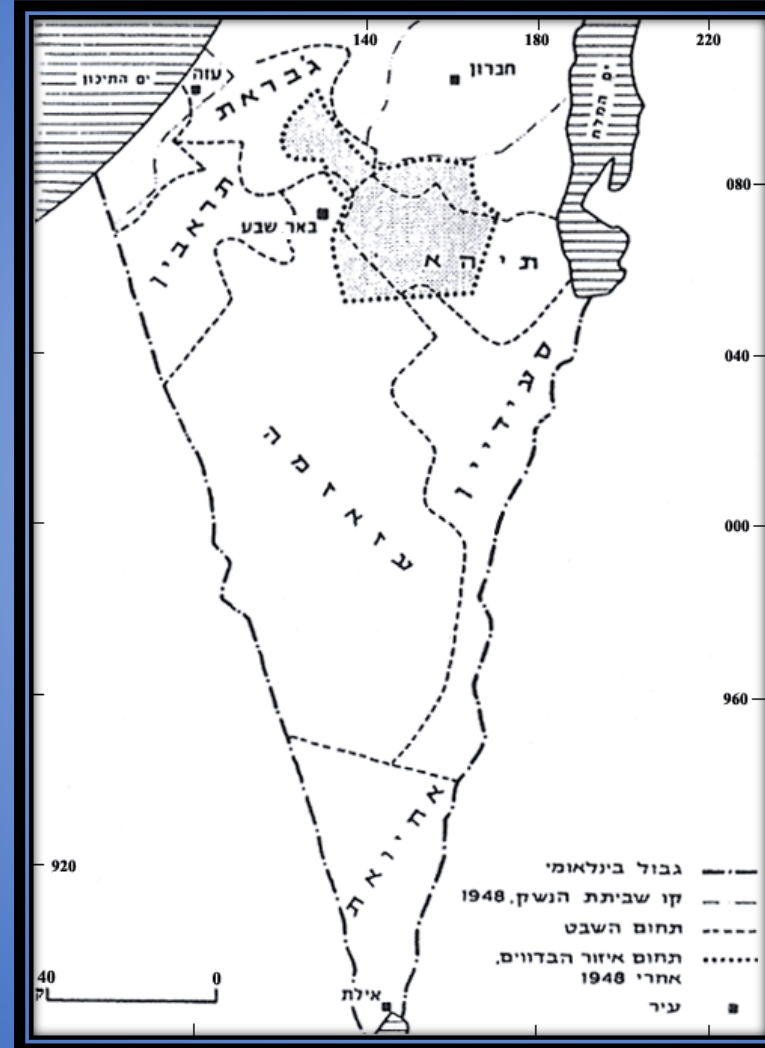 140
180
220
ים התיכון
עזה
גבראת
חברון
ים המלח
080
תראבין
באר שבע
תיהא
040
סעידיין
עזאזמה
000
960
אחיואת
920
גבול בינלאומי
קו שביתת הנשק, 1948
תחום השבט
תחום איזור הבדווים,
אחרי 1948
עיר
40
0
ק
אילת